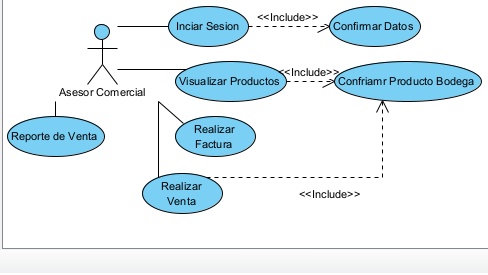 Inciar Sesion
<<Include>>
Confirmar Datos
Visualizar Productos
<<Include>>
Confriamr Producto Bodega
Asesor Comercial
Reporte de Venta
Realizar
Factura
Realizar
Venta
<<Include>>